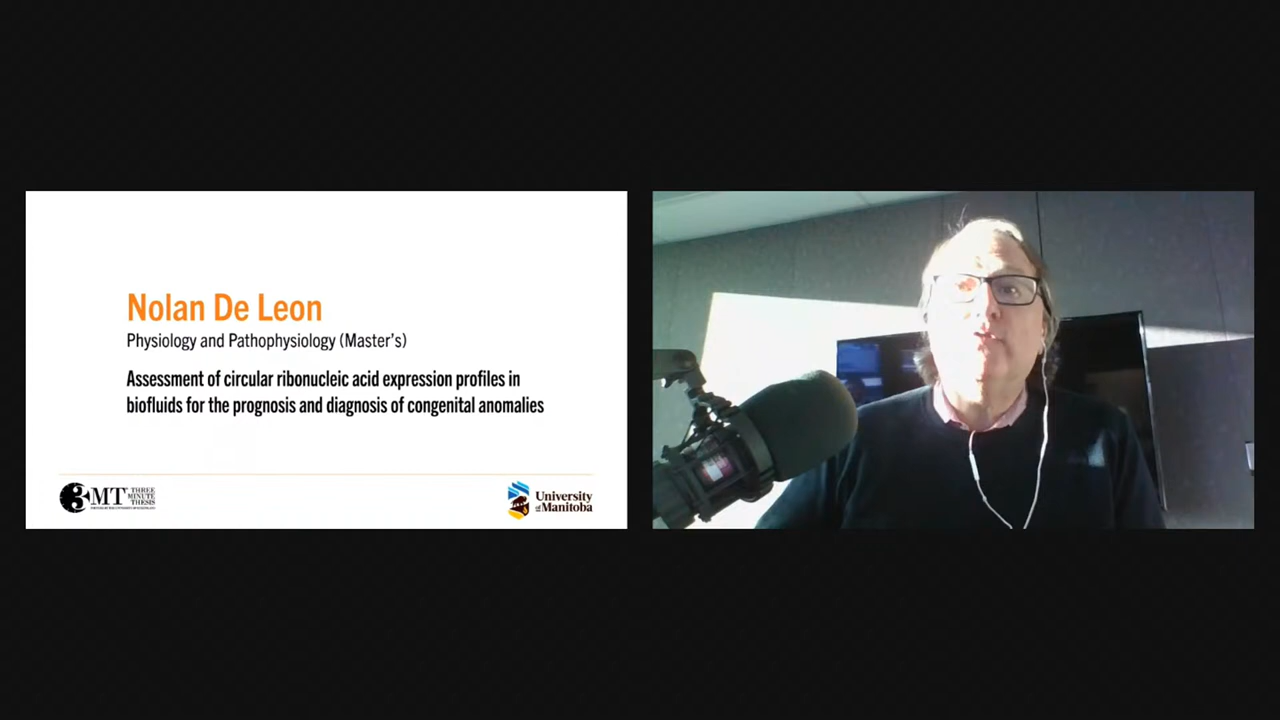 Nolan De Leon
Physiology and Pathophysiology (Master's)
Assessment of circular ribonucleic acid expression profiles in
biofluids for the prognosis and diagnosis of congenital anomalies
3MT THREE
MINUTE
THESIS
University
of Manitoba